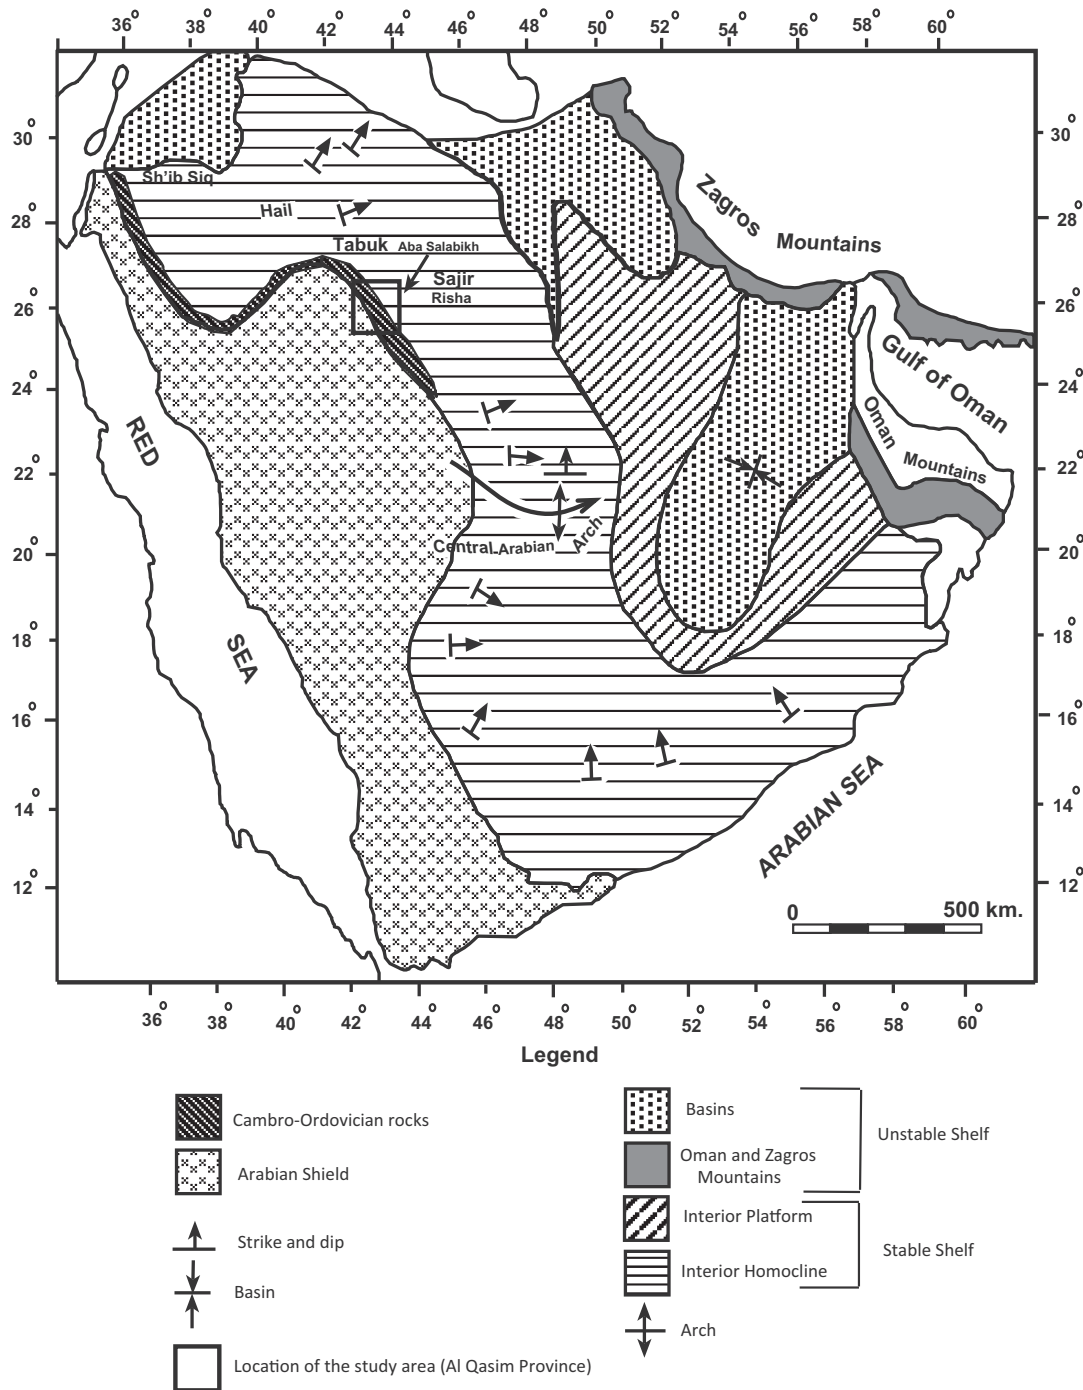 36° 38° 40° 42° 44° 46° 48° 50° 52° 54° 56° 58° 60°
30° 30°
Sh'ib Siq
Zagros
Mountains
28° 28°
Hail
Tabuk Aba Salabikh
Sajir
Risha
26° 26°
Gulf of Oman
24° 24°
Oman
Mountains
RED
22° 22°
Central Arabian Arch
20° 20°
SEA
18° 18°
16° 16°
ARABIAN SEA
14° 14°
12° 12°
0 500 km.
36° 38° 40° 42° 44° 46° 48° 50° 52° 54° 56° 58° 60°
Legend
Cambro-Ordovician rocks
Arabian Shield
Strike and dip
Basin
Location of the study area (Al Qasim Province)
Basins
Oman and Zagros
Mountains
Unstable Shelf
Interior Platform
Interior Homocline
Stable Shelf
Arch